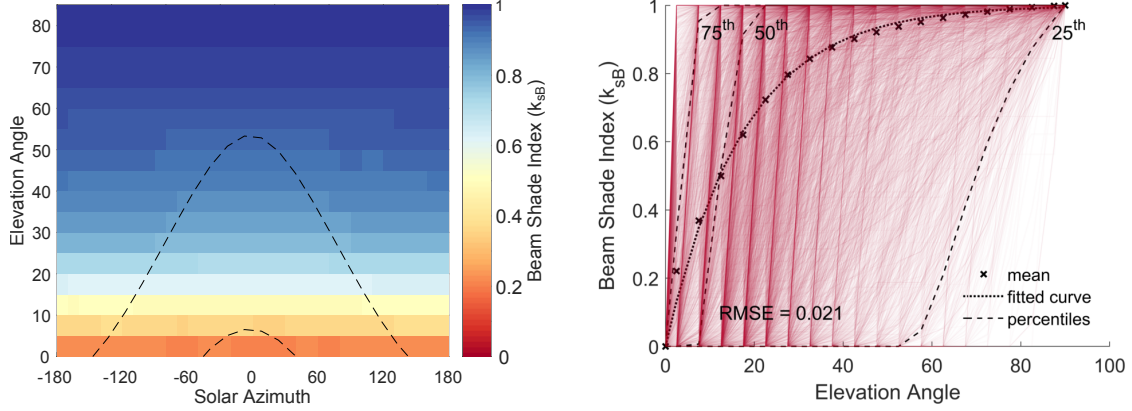 85
80
70
60
50
40
30
20
10
0
Elevation Angle
-180
-120
-60
0
60
120
180
Solar Azimuth
1
0.8
0.6
0.4
0.2
0
Beam Shade Index (k_sB)
1
0.8
0.6
0.4
0.2
0
Beam Shade Index (k_sB)
75th
50th
25th
mean
fitted curve
percentiles
RMSE = 0.021
0
20
40
60
80
100
Elevation Angle